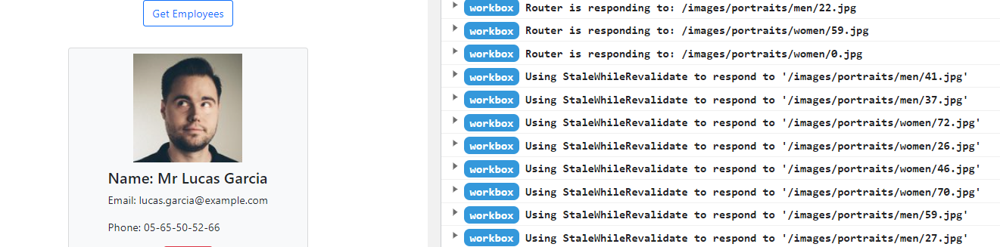 Get Employees
Name: Mr Lucas Garcia
Email: lucas.garcia@example.com
Phone: 05-65-50-52-66
workbox Router is responding to: /images/portraits/men/22.jpg
workbox Router is responding to: /images/portraits/women/59.jpg
workbox Router is responding to: /images/portraits/women/0.jpg
workbox Using StaleWhileRevalidate to respond to '/images/portraits/men/41.jpg'
workbox Using StaleWhileRevalidate to respond to '/images/portraits/men/37.jpg'
workbox Using StaleWhileRevalidate to respond to '/images/portraits/women/72.jpg'
workbox Using StaleWhileRevalidate to respond to '/images/portraits/women/26.jpg'
workbox Using StaleWhileRevalidate to respond to '/images/portraits/women/46.jpg'
workbox Using StaleWhileRevalidate to respond to '/images/portraits/women/70.jpg'
workbox Using StaleWhileRevalidate to respond to '/images/portraits/men/59.jpg'
workbox Using StaleWhileRevalidate to respond to '/images/portraits/men/27.jpg'